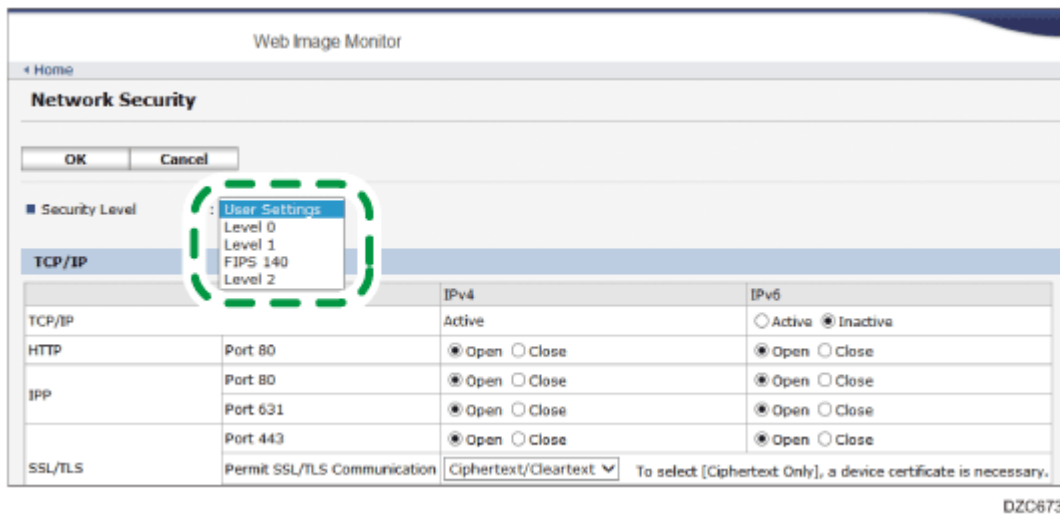 Web Image Monitor
Home
Network Security
OK Cancel
Security Level : User Settings
Level 0
Level 1
FIPS 140
Level 2
TCP/IP
IPv4 IPv6
TCP/IP Active Active Inactive
HTTP Port 80 Open Close Open Close
IPP Port 80 Open Close Open Close
Port 631 Open Close Open Close
Port 443 Open Close Open Close
SSL/TLS Permit SSL/TLS Communication Ciphertext/Cleartext To select [Ciphertext Only], a device certificate is necessary.
DZC673